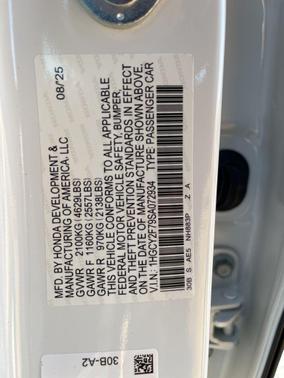 MFD. BY HONDA DEVELOPMENT &
MANUFACTURING OF AMERICA, LLC 08/'25
GVWR 2100KG(4629LBS)
GAWR F 1160KG(2557LBS)
GAWR R 970KG(2138LBS)
THIS VEHICLE CONFORMS TO ALL APPLICABLE
FEDERAL MOTOR VEHICLE SAFETY, BUMPER,
AND THEFT PREVENTION STANDARDS IN EFFECT
ON THE DATE OF MANUFACTURE SHOWN ABOVE.
V.I.N.: 1HGCY2F79SA072934 TYPE: PASSENGER CAR
30B S AE5 NH883P Z A
30B-A2